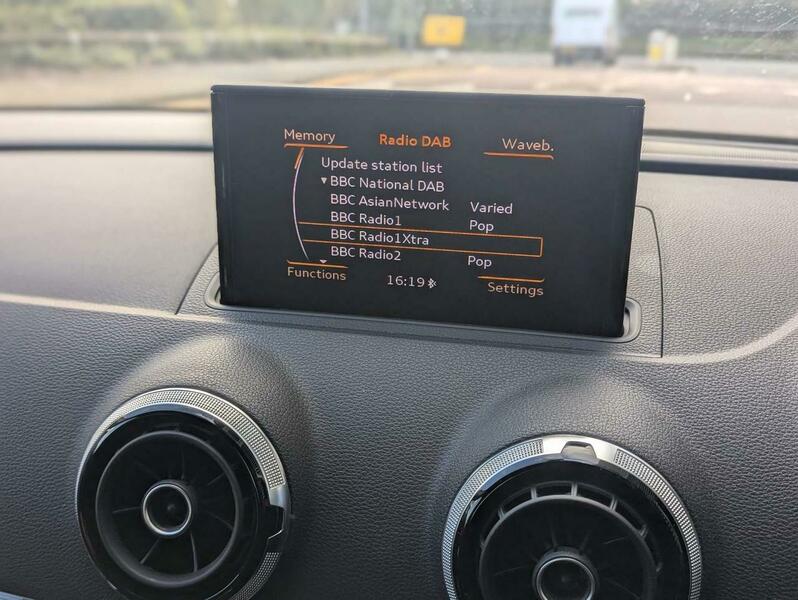 Memory Radio DAB Waveb.
Update station list
BBC National DAB
BBC AsianNetwork Varied
BBC Radio1 Pop
BBC Radio1Xtra
BBC Radio2 Pop
Functions 16:19 Settings